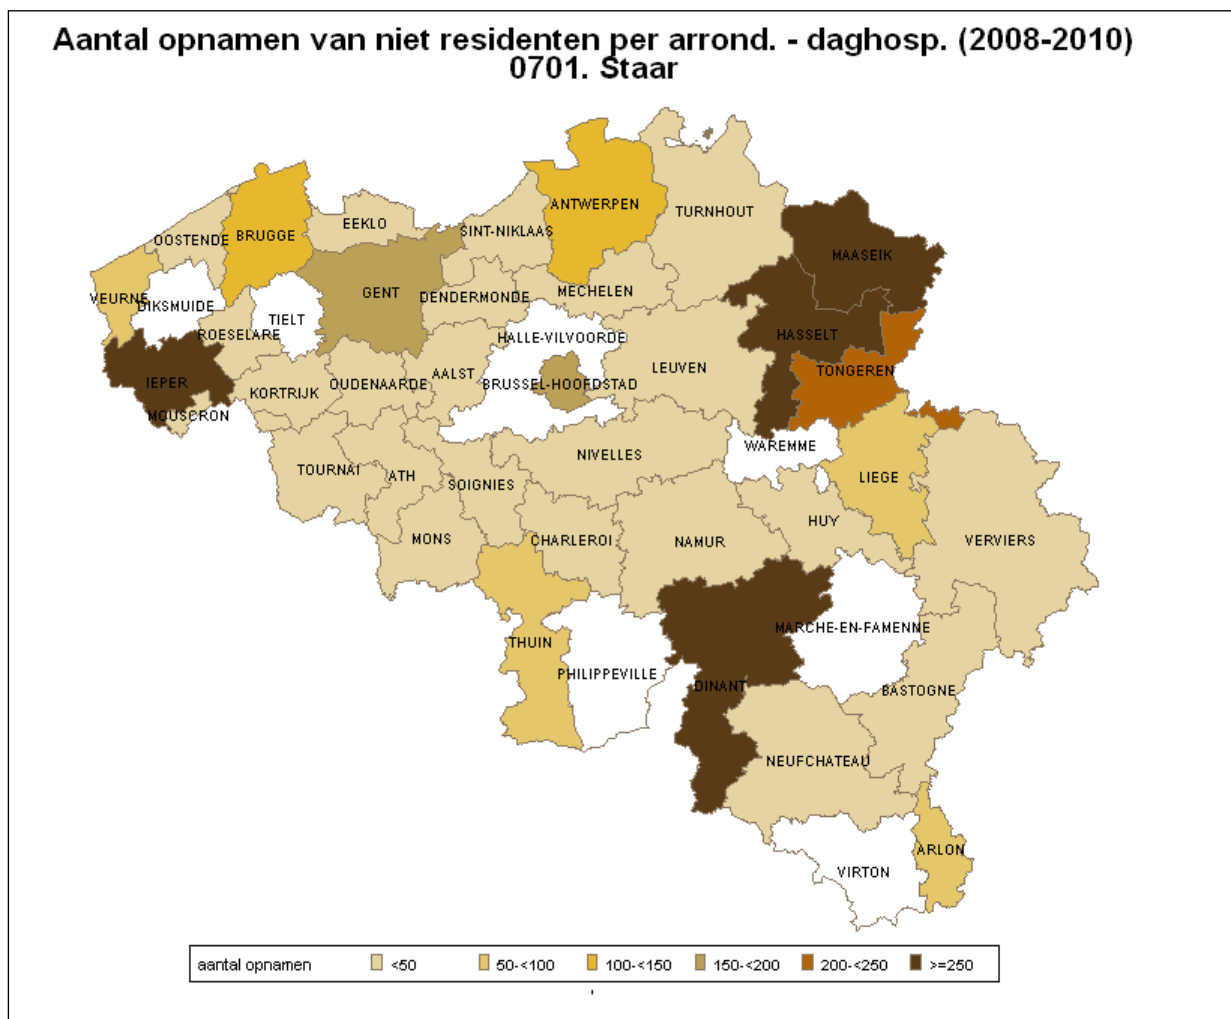 Aantal opnamen van niet residenten per arrond. - daghosp. (2008-2010)
0701. Staar
ANTWERPEN
TURNHOUT
EEKLO
SINT-NIKLAAS
OOSTENDE
BRUGGE
MAASEIK
VEURNE
DIKSMUIDE
GENT
DENDERMONDE
MECHELEN
TIELT
ROESELARE
HALLE-VILVOORDE
HASSELT
IEPER
KORTRIJK
OUDENAARDE
AALST
BRUSSEL-HOOFDSTAD
LEUVEN
TONGEREN
MOUSCRON
WAREMME
TOURNAI
ATH
SOIGNIES
NIVELLES
LIEGE
HUY
MONS
CHARLEROI
NAMUR
VERVIERS
MARCHE-EN-FAMENNE
THUIN
PHILIPPEVILLE
DINANT
BASTOGNE
NEUFCHATEAU
ARLON
VIRTON
aantal opnamen <50 50-<100 100-<150 150-<200 200-<250 >=250